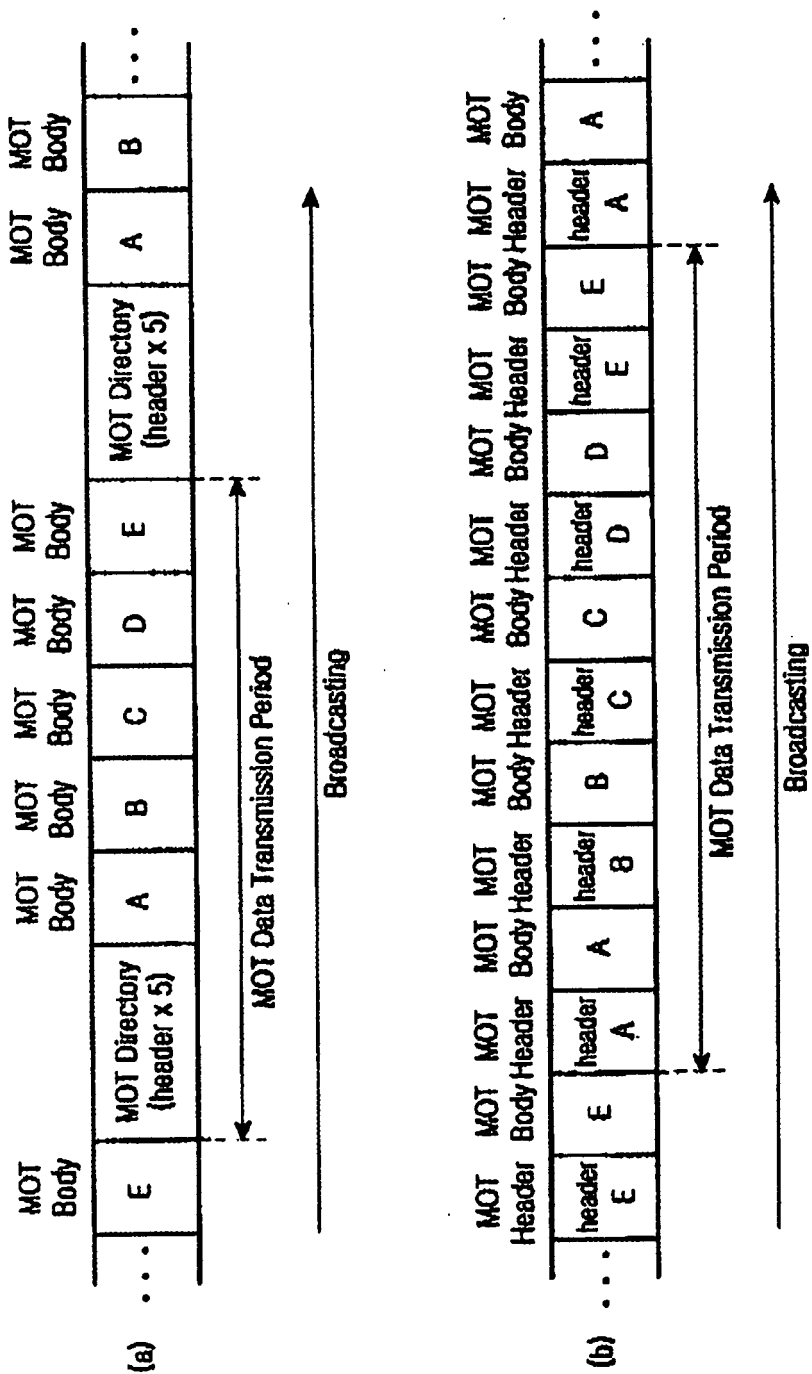 MOT MOT MOT MOT MOT MOT MOT MOT
Body Body Body Body Body Body Body Body
(a) ... E MOT Directory (header x 5) A B C D E MOT Directory (header x 5) A B ...
MOT Data Transmission Period
Broadcasting
MOT MOT MOT MOT MOT MOT MOT MOT MOT MOT MOT MOT MOT MOT
Header Body Header Body Header Body Header Body Header Body Header Body Header Body
(b) ... header E E header A A header 8 B header C C header D D header E E header A A ...
MOT Data Transmission Period
Broadcasting